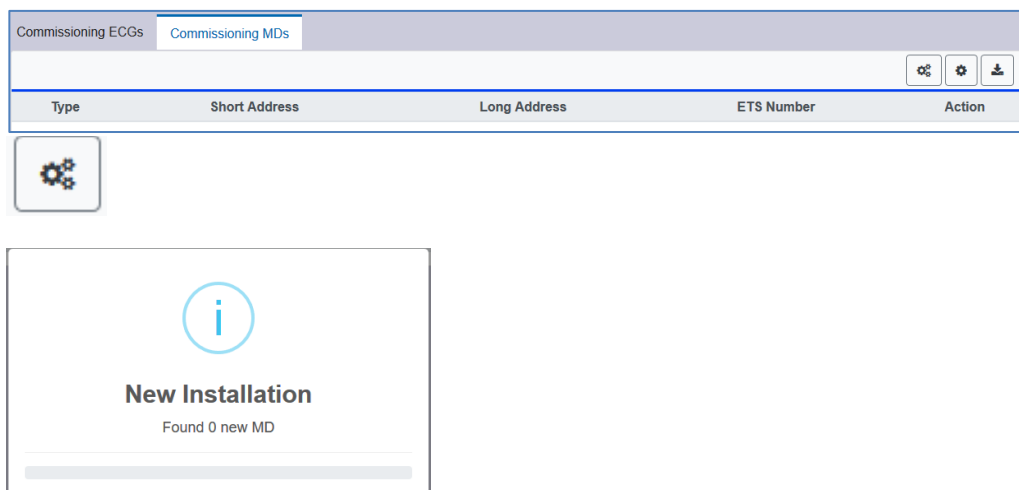 Commissioning ECGs Commissioning MDs
Type Short Address Long Address ETS Number Action
New Installation
Found 0 new MD